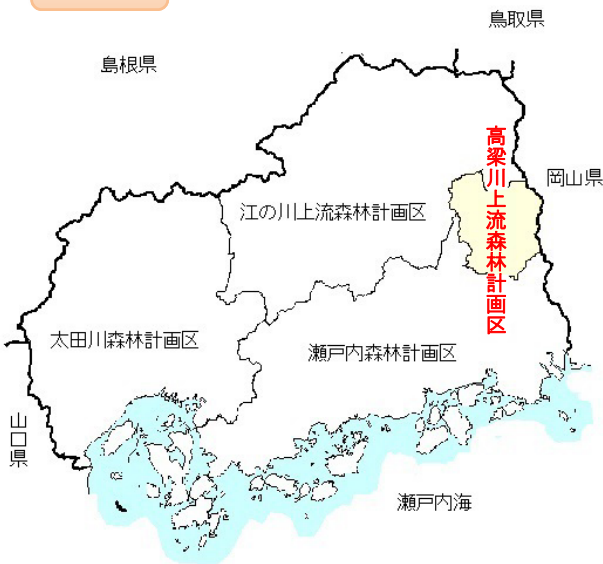 鳥取県
島根県
高梁川上流森林計画区
岡山県
江の川上流森林計画区
太田川森林計画区
瀬戸内森林計画区
山口県
瀬戸内海